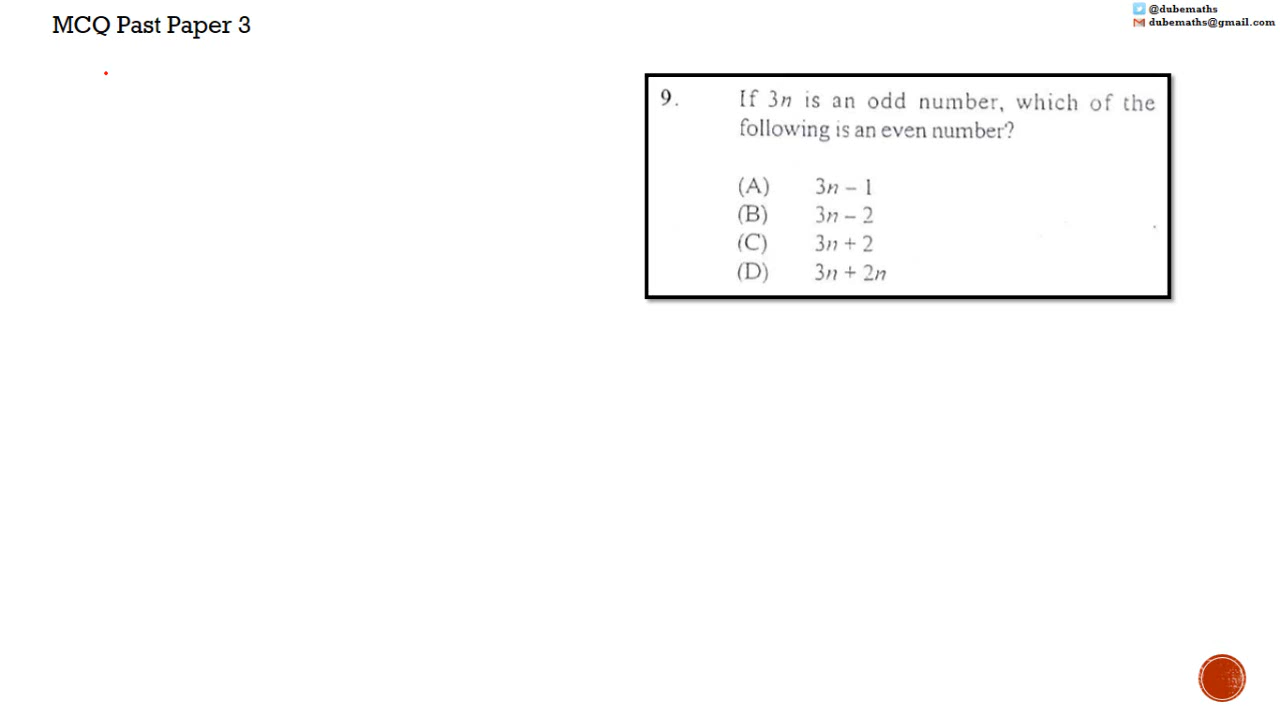 MCQ Past Paper 3
@dubemaths
dubemaths@gmail.com
9. If 3n is an odd number, which of the
following is an even number?
(A) 3n – 1
(B) 3n – 2
(C) 3n + 2
(D) 3n + 2n